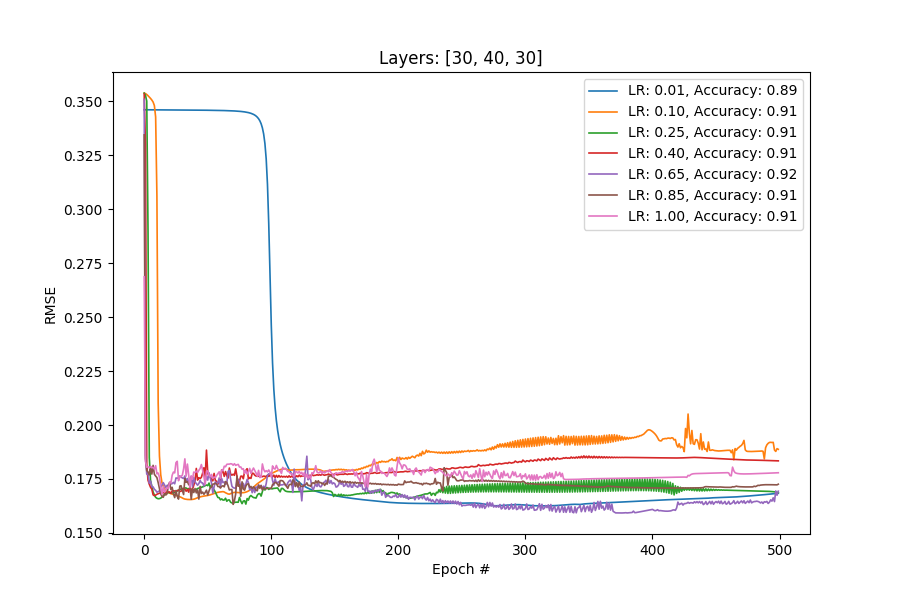 Layers: [30, 40, 30]
LR: 0.01, Accuracy: 0.89
LR: 0.10, Accuracy: 0.91
LR: 0.25, Accuracy: 0.91
LR: 0.40, Accuracy: 0.91
LR: 0.65, Accuracy: 0.92
LR: 0.85, Accuracy: 0.91
LR: 1.00, Accuracy: 0.91
RMSE
0.350
0.325
0.300
0.275
0.250
0.225
0.200
0.175
0.150
0 100 200 300 400 500
Epoch #